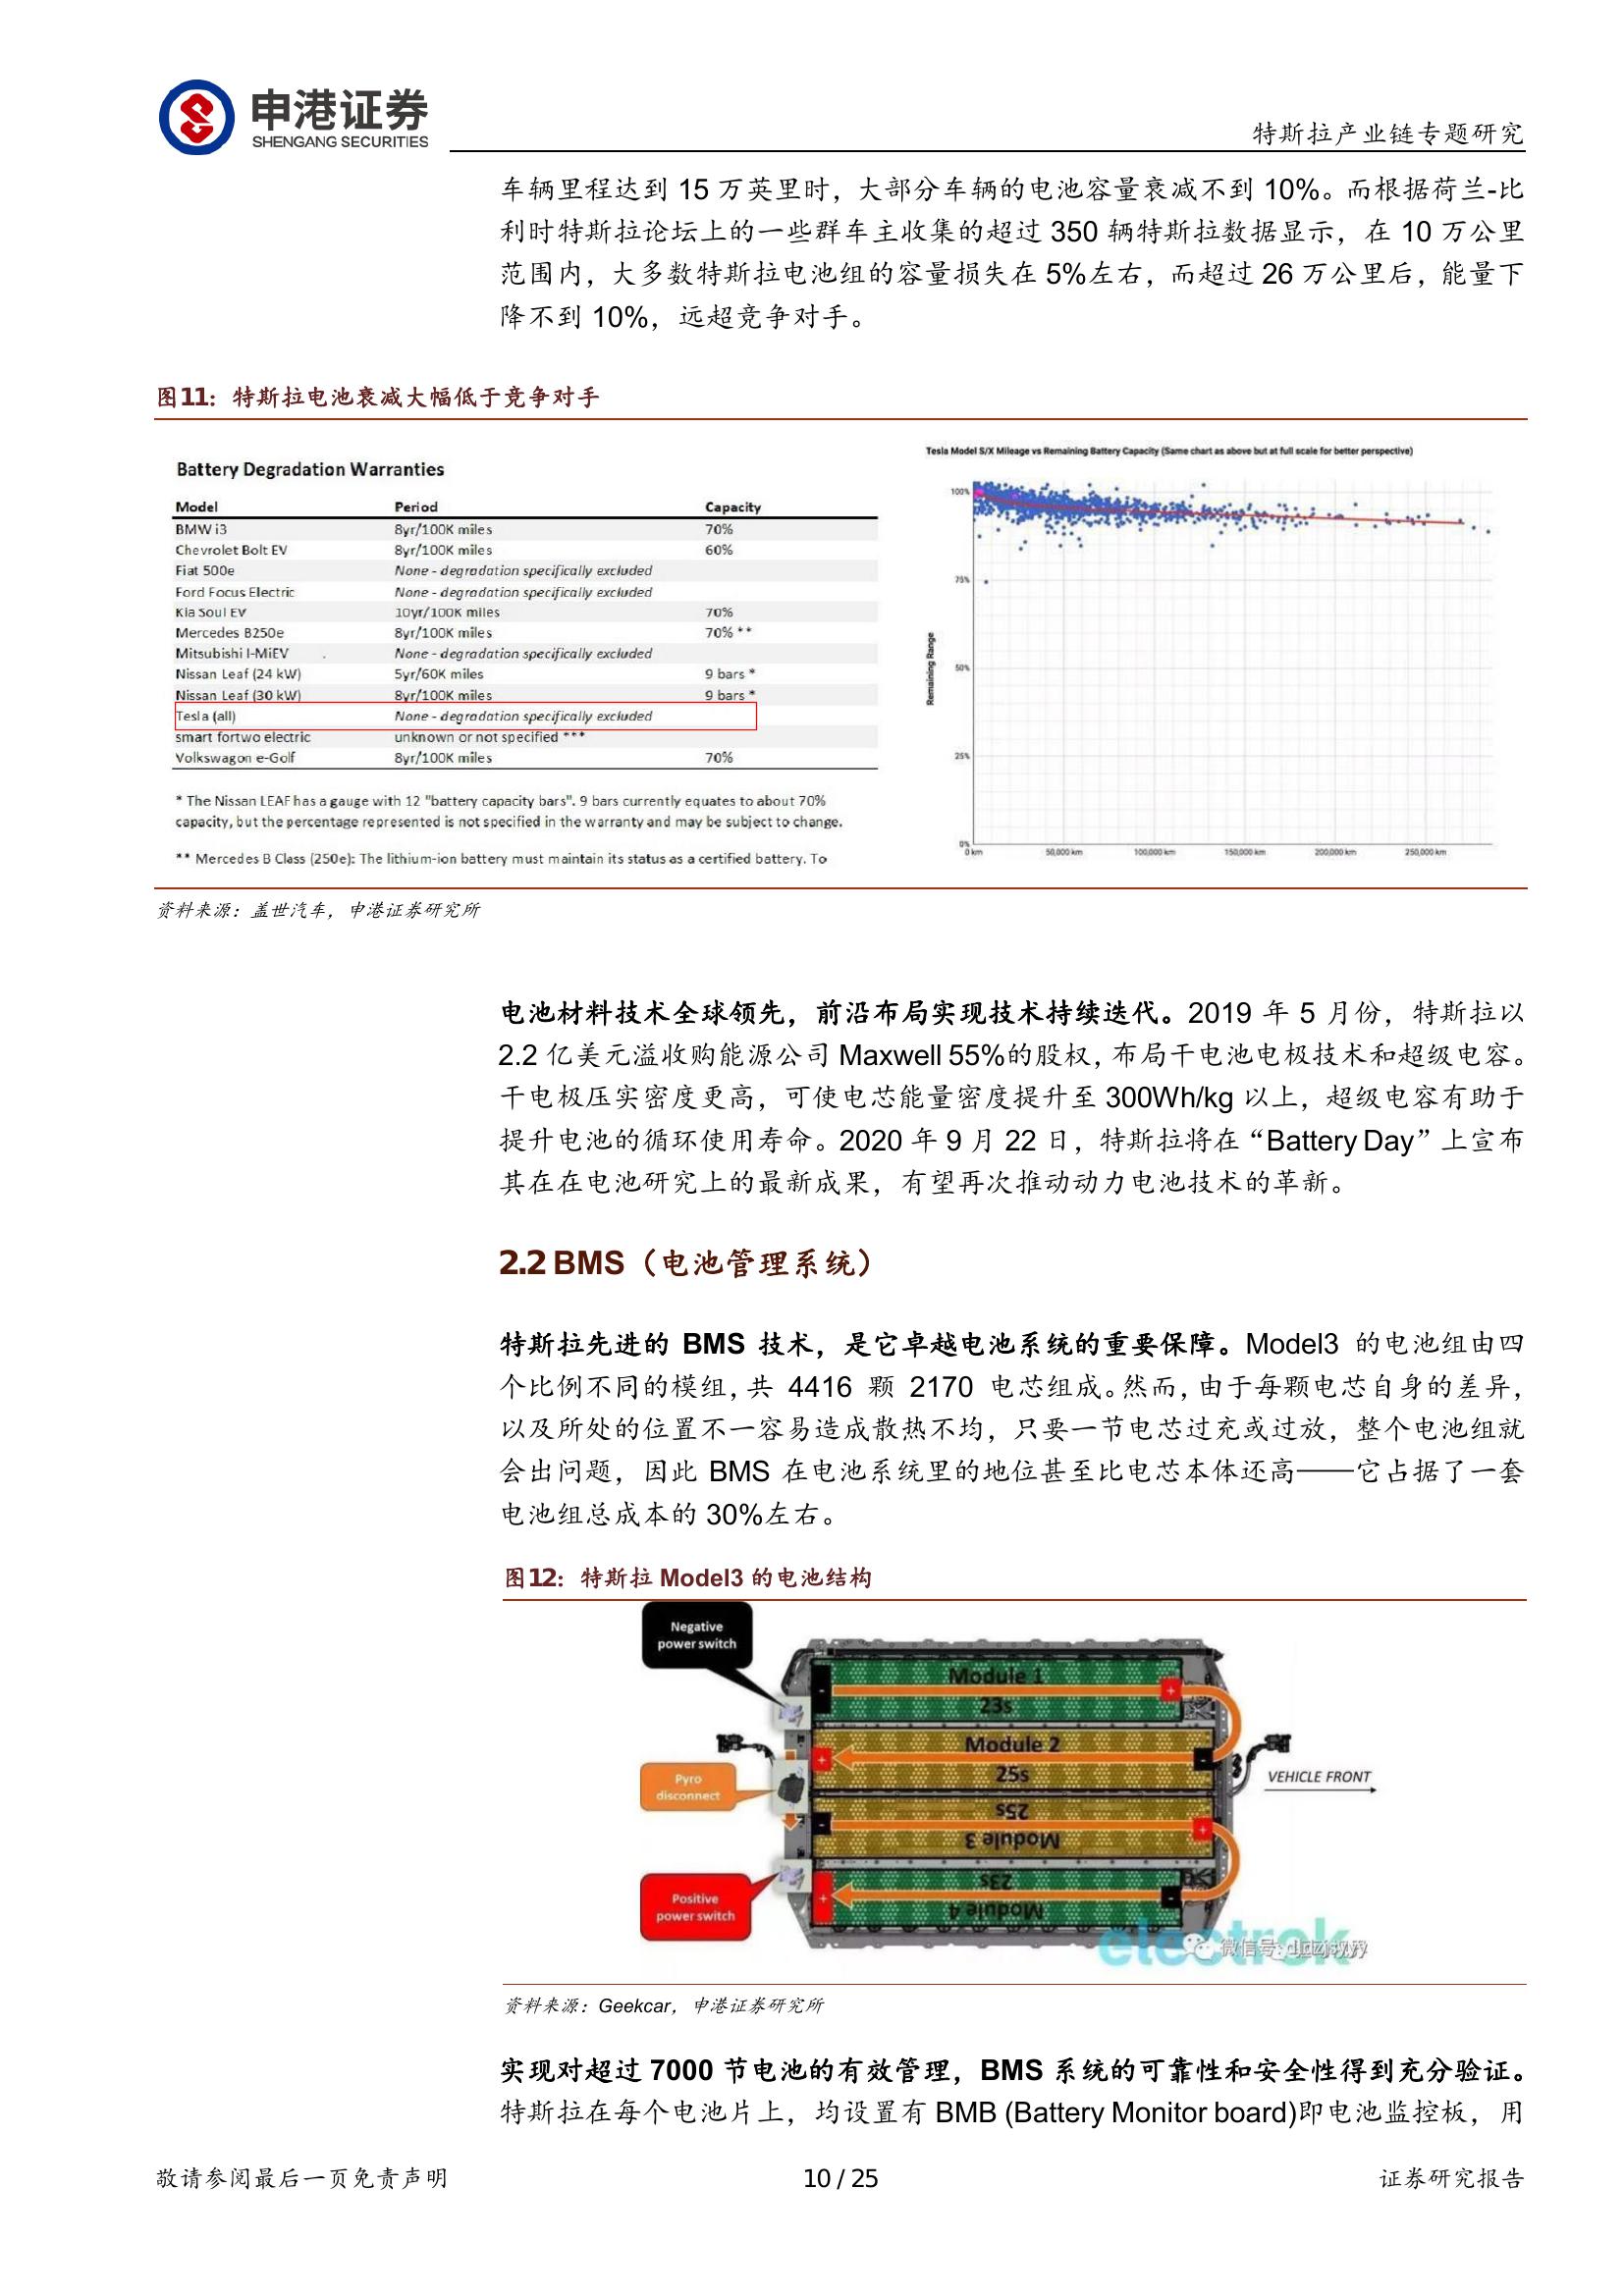 申港证券
SHENGANG SECURITIES
特斯拉产业链专题研究
车辆里程达到 15 万英里时，大部分车辆的电池容量衰减不到 10%。而根据荷兰-比
利时特斯拉论坛上的一些群车主收集的超过 350 辆特斯拉数据显示，在 10 万公里
范围内，大多数特斯拉电池组的容量损失在 5%左右，而超过 26 万公里后，能量下
降不到 10%，远超竞争对手。
图11：特斯拉电池衰减大幅低于竞争对手
Battery Degradation Warranties
Model Period Capacity
BMW i3 8yr/100K miles 70%
Chevrolet Bolt EV 8yr/100K miles 60%
Fiat 500e None - degradation specifically excluded
Ford Focus Electric None - degradation specifically excluded
Kia Soul EV 10yr/100K miles 70%
Mercedes B250e 8yr/100K miles 70% **
Mitsubishi I-MiEV None - degradation specifically excluded
Nissan Leaf (24 kW) 5yr/60K miles 9 bars *
Nissan Leaf (30 kW) 8yr/100K miles 9 bars *
Tesla (all) None - degradation specifically excluded
smart fortwo electric unknown or not specified ***
Volkswagon e-Golf 8yr/100K miles 70%
* The Nissan LEAF has a gauge with 12 "battery capacity bars". 9 bars currently equates to about 70%
capacity, but the percentage represented is not specified in the warranty and may be subject to change.
** Mercedes B Class (250e): The lithium-ion battery must maintain its status as a certified battery. To
Tesla Model S/X Mileage vs Remaining Battery Capacity (Same chart as above but at full scale for better perspective)
100%
75%
50%
25%
0%
Remaining Range
0 km 50,000 km 100,000 km 150,000 km 200,000 km 250,000 km
资料来源：盖世汽车，申港证券研究所
电池材料技术全球领先，前沿布局实现技术持续迭代。2019 年 5 月份，特斯拉以
2.2 亿美元溢收购能源公司 Maxwell 55%的股权，布局干电池电极技术和超级电容。
干电极压实密度更高，可使电芯能量密度提升至 300Wh/kg 以上，超级电容有助于
提升电池的循环使用寿命。2020 年 9 月 22 日，特斯拉将在“Battery Day”上宣布
其在在电池研究上的最新成果，有望再次推动动力电池技术的革新。
2.2 BMS（电池管理系统）
特斯拉先进的 BMS 技术，是它卓越电池系统的重要保障。Model3 的电池组由四
个比例不同的模组，共 4416 颗 2170 电芯组成。然而，由于每颗电芯自身的差异，
以及所处的位置不一容易造成散热不均，只要一节电芯过充或过放，整个电池组就
会出问题，因此 BMS 在电池系统里的地位甚至比电芯本体还高——它占据了一套
电池组总成本的 30%左右。
图12：特斯拉 Model3 的电池结构
Negative
power switch
Module 1
23s
Module 2
25s
Pyro
disconnect
VEHICLE FRONT
25s
Module 3
23s
Module 4
Positive
power switch
electrek
微信号: dldzjsyy
资料来源：Geekcar，申港证券研究所
实现对超过 7000 节电池的有效管理，BMS 系统的可靠性和安全性得到充分验证。
特斯拉在每个电池片上，均设置有 BMB (Battery Monitor board)即电池监控板，用
敬请参阅最后一页免责声明
10 / 25
证券研究报告